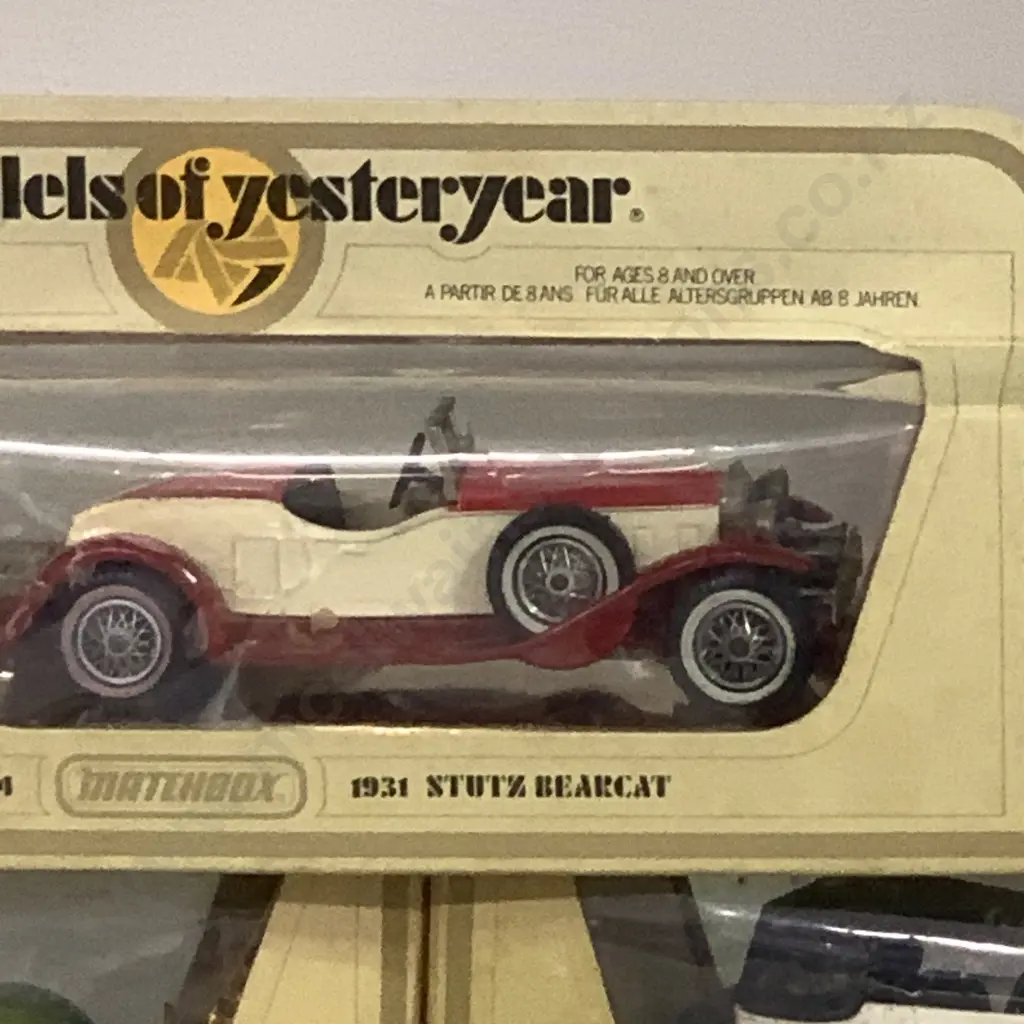 dels of yesteryear.®
FOR AGES 8 AND OVER
A PARTIR DE 8 ANS FÜR ALLE ALTERSGRUPPEN AB 8 JAHREN
4 MATCHBOX 1931 STUTZ BEARCAT